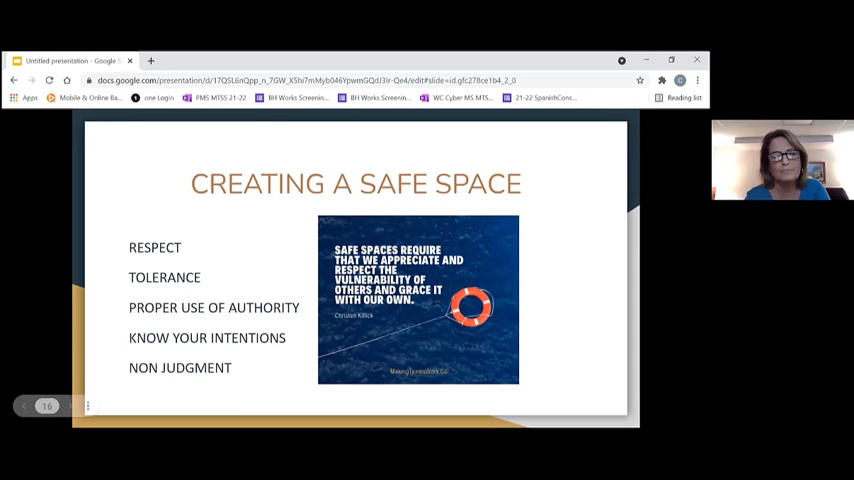 Untitled presentation - Google S
docs.google.com/presentation/d/17QSL6nQpp_n_7GW_X5hi7mMyb046YpwmGQdJ3Ir-Qe4/edit#slide=id.gfc278ce1b4_2_0
Apps
Mobile & Online Ba...
one Login
PMS MTSS 21-22
BH Works Screenin...
BH Works Screenin...
WC Cyber MS MTS...
21-22 SpanishCons...
Reading list
CREATING A SAFE SPACE
RESPECT
TOLERANCE
PROPER USE OF AUTHORITY
KNOW YOUR INTENTIONS
NON JUDGMENT
SAFE SPACES REQUIRE
THAT WE APPRECIATE AND
RESPECT THE
VULNERABILITY OF
OTHERS AND GRACE IT
WITH OUR OWN.
Christen Killick
MakingTeamsWork.Co
16